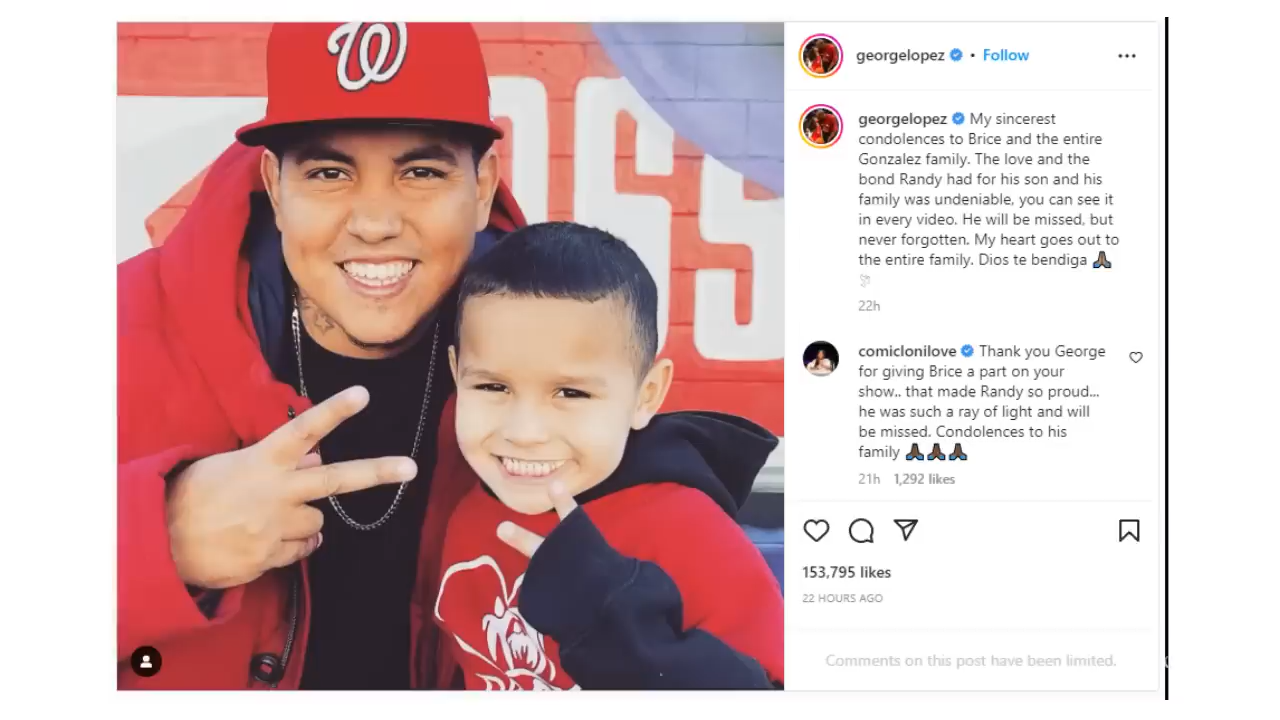 W
OSS
georgelopez • Follow
georgelopez My sincerest
condolences to Brice and the entire
Gonzalez family. The love and the
bond Randy had for his son and his
family was undeniable, you can see it
in every video. He will be missed, but
never forgotten. My heart goes out to
the entire family. Dios te bendiga 🙏🏾
🕊
22h
comiclonilove Thank you George
for giving Brice a part on your
show.. that made Randy so proud...
he was such a ray of light and will
be missed. Condolences to his
family 🙏🏿🙏🏿🙏🏿
21h 1,292 likes
153,795 likes
22 HOURS AGO
Comments on this post have been limited.